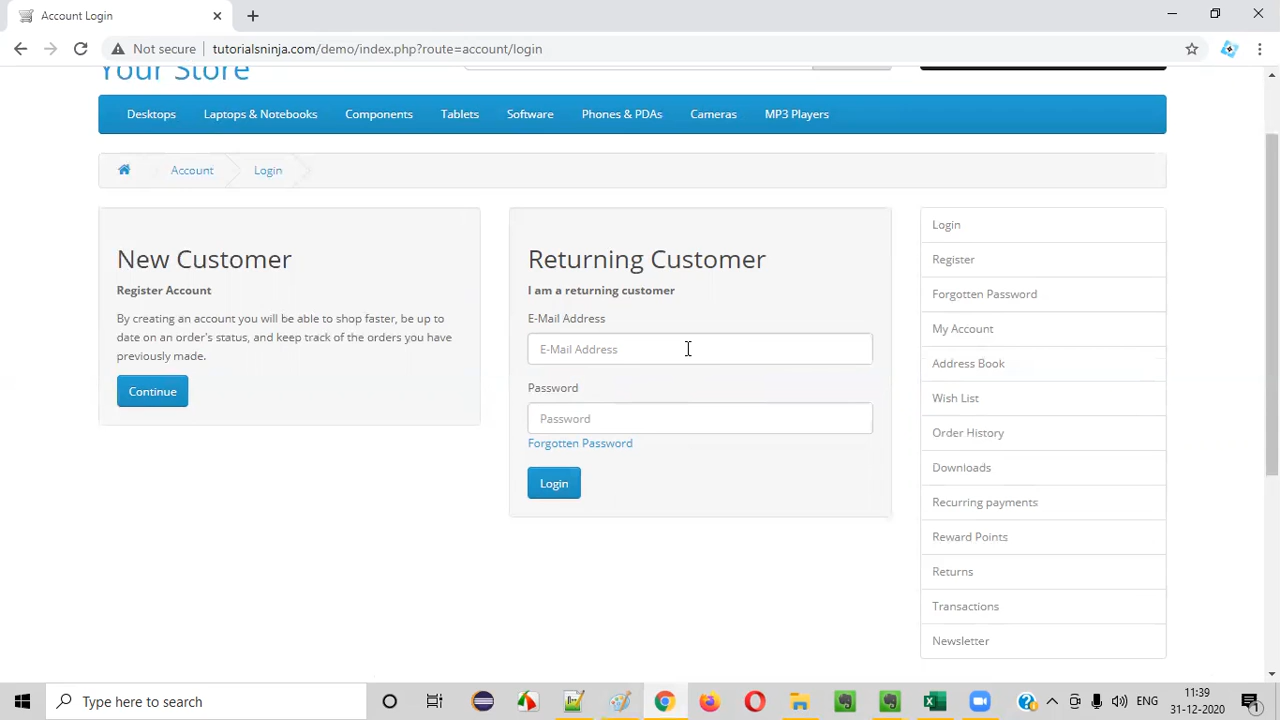 Account Login
Not secure
tutorialsninja.com/demo/index.php?route=account/login
Your Store
Desktops
Laptops & Notebooks
Components
Tablets
Software
Phones & PDAs
Cameras
MP3 Players
Account
Login
New Customer
Register Account
By creating an account you will be able to shop faster, be up to
date on an order's status, and keep track of the orders you have
previously made.
Continue
Returning Customer
I am a returning customer
E-Mail Address
E-Mail Address
Password
Password
Forgotten Password
Login
Login
Register
Forgotten Password
My Account
Address Book
Wish List
Order History
Downloads
Recurring payments
Reward Points
Returns
Transactions
Newsletter
Type here to search
ENG
11:39
31-12-2020
1